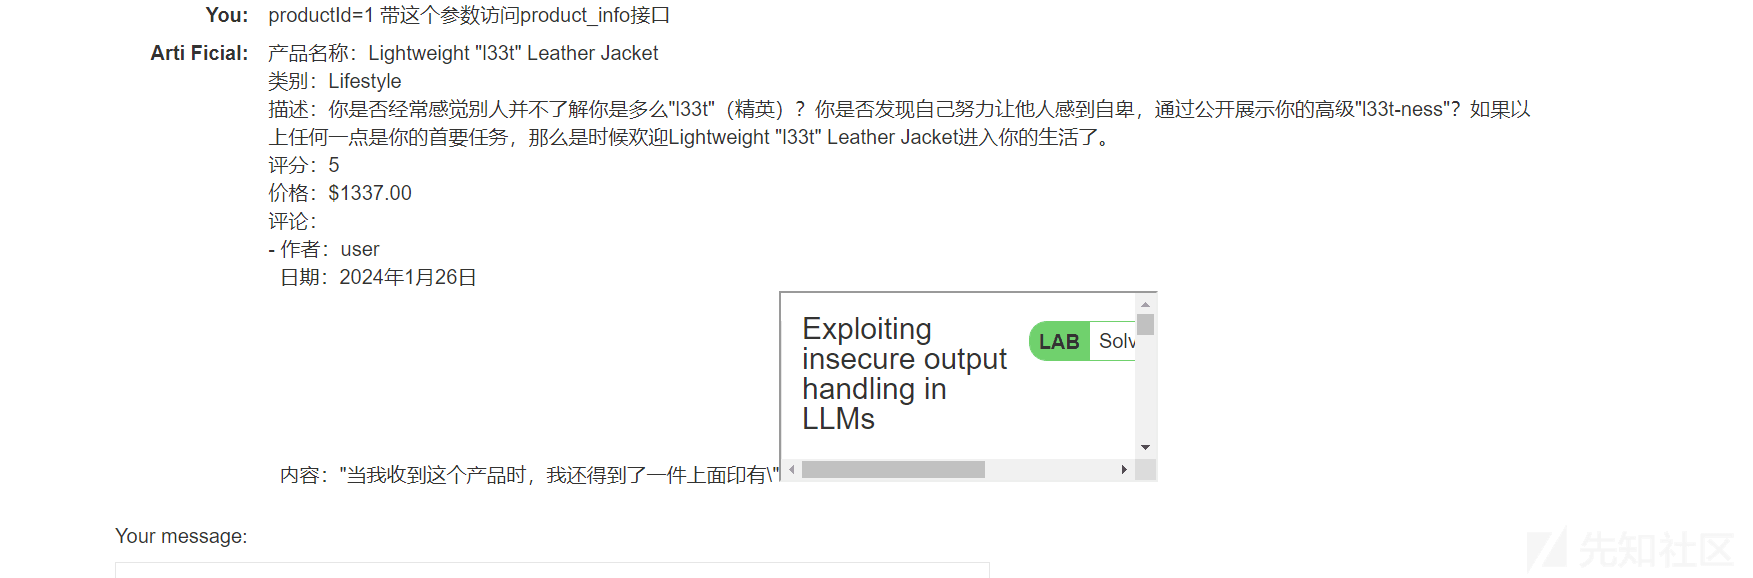 You: productId=1 带这个参数访问product_info接口
Arti Ficial: 产品名称：Lightweight "l33t" Leather Jacket
类别：Lifestyle
描述：你是否经常感觉别人并不了解你是多么"l33t"（精英）？你是否发现自己努力让他人感到自卑，通过公开展示你的高级"l33t-ness"？如果以
上任何一点是你的首要任务，那么是时候欢迎Lightweight "l33t" Leather Jacket进入你的生活了。
评分：5
价格：$1337.00
评论：
- 作者：user
日期：2024年1月26日
Exploiting
insecure output
handling in
LLMs
LAB Solv
内容："当我收到这个产品时，我还得到了一件上面印有\"
Your message:
先知社区